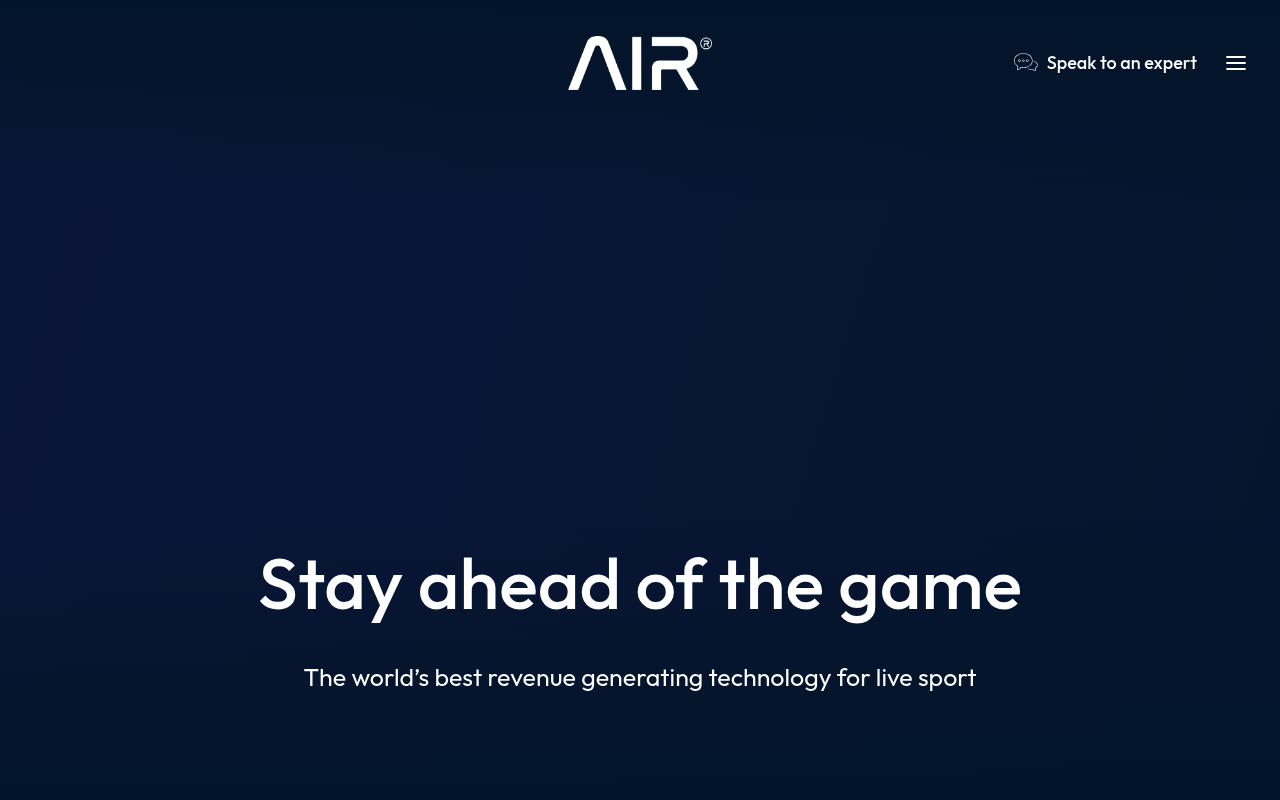 AIR®
Speak to an expert
Stay ahead of the game
The world’s best revenue generating technology for live sport